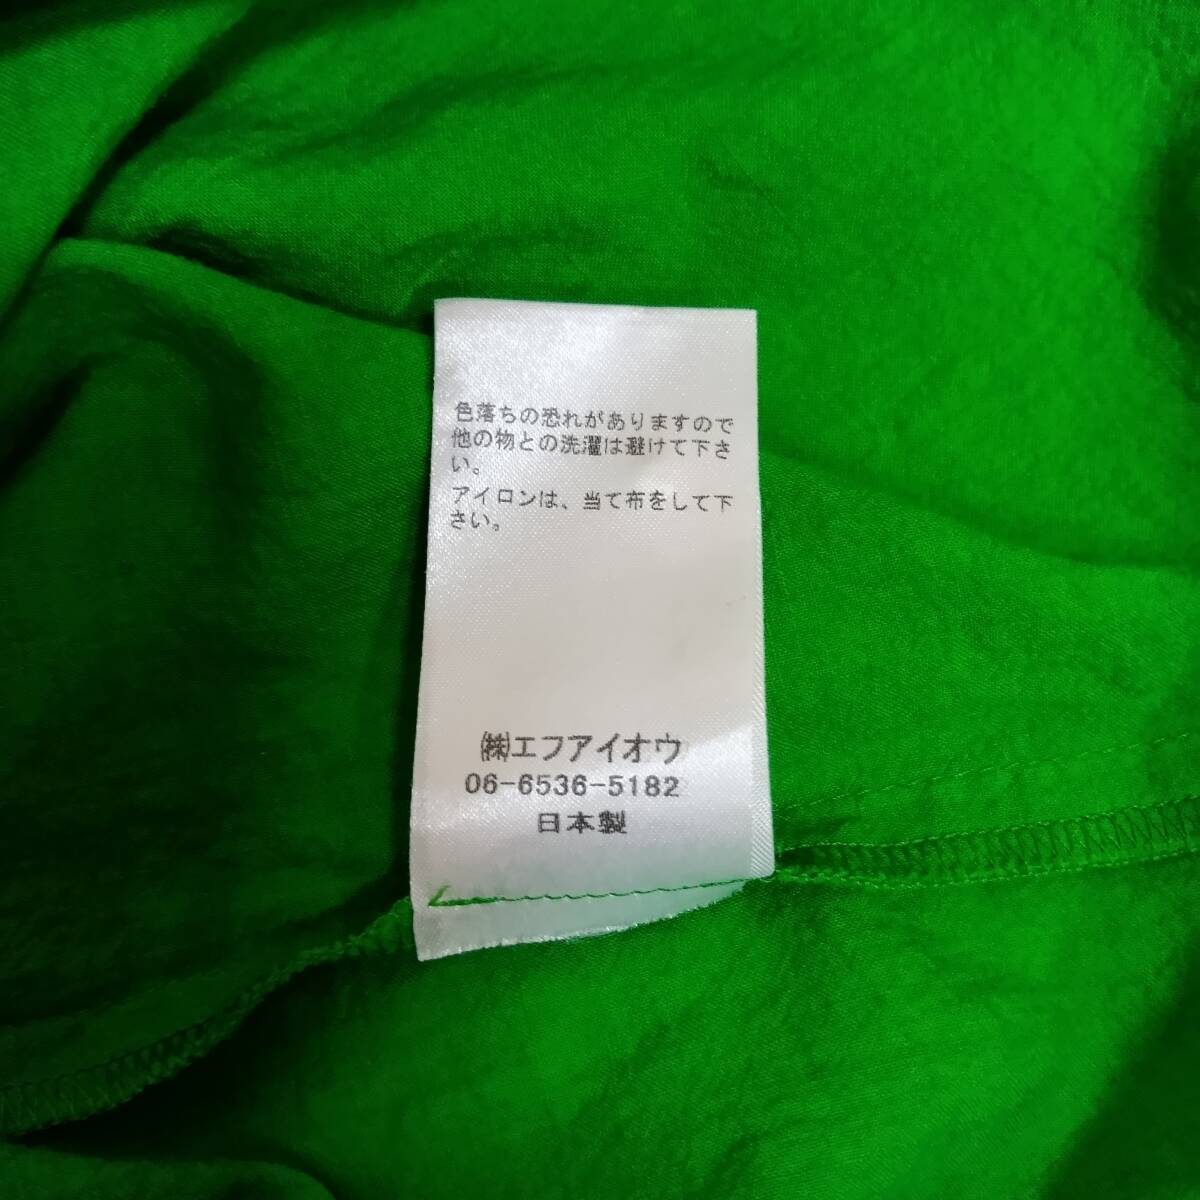 色落ちの恐れがありますので
他の物との洗濯は避けて下さ
い。
アイロンは、当て布をして下
さい。
㈱エフアイオウ
06-6536-5182
日本製